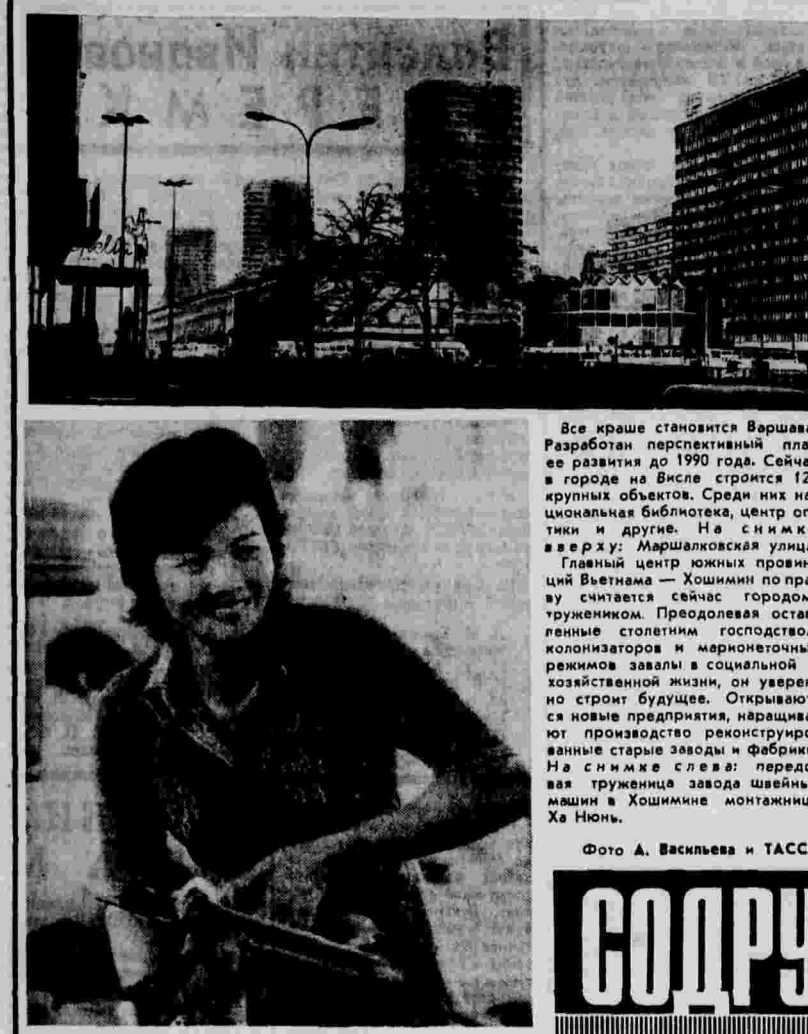 Все краше становится Варшава
Разработан перспективный пла
ее развития до 1990 года. Сейча
в городе на Висле строится 12
крупных объектов. Среди них на
циональная библиотека, центр оп
тики и другие. На снимк
вверху: Маршалковская улиц
Главный центр южных провин
ций Вьетнама — Хошимин по пра
ву считается сейчас городом
тружеником. Преодолевая остав
ленные столетним господством
колонизаторов и марионеточны
режимов завалы в социальной
хозяйственной жизни, он уверен
но строит будущее. Открывают
ся новые предприятия, наращива
ют производство реконструиро
ванные старые заводы и фабрики
На снимке слева: передо
вая труженица завода швейны
машин в Хошимине монтажниц
Ха Нюнь.
Фото А. Васильева и ТАСС
СОДРУ